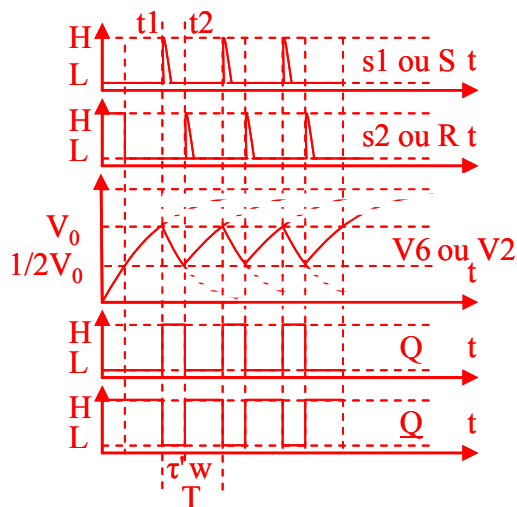 t1 t2
H
L
s1 ou S t
H
L
s2 ou R t
V₀
1/2V₀
V6 ou V2
t
H
L
Q t
H
L
Q t
τ'w
T